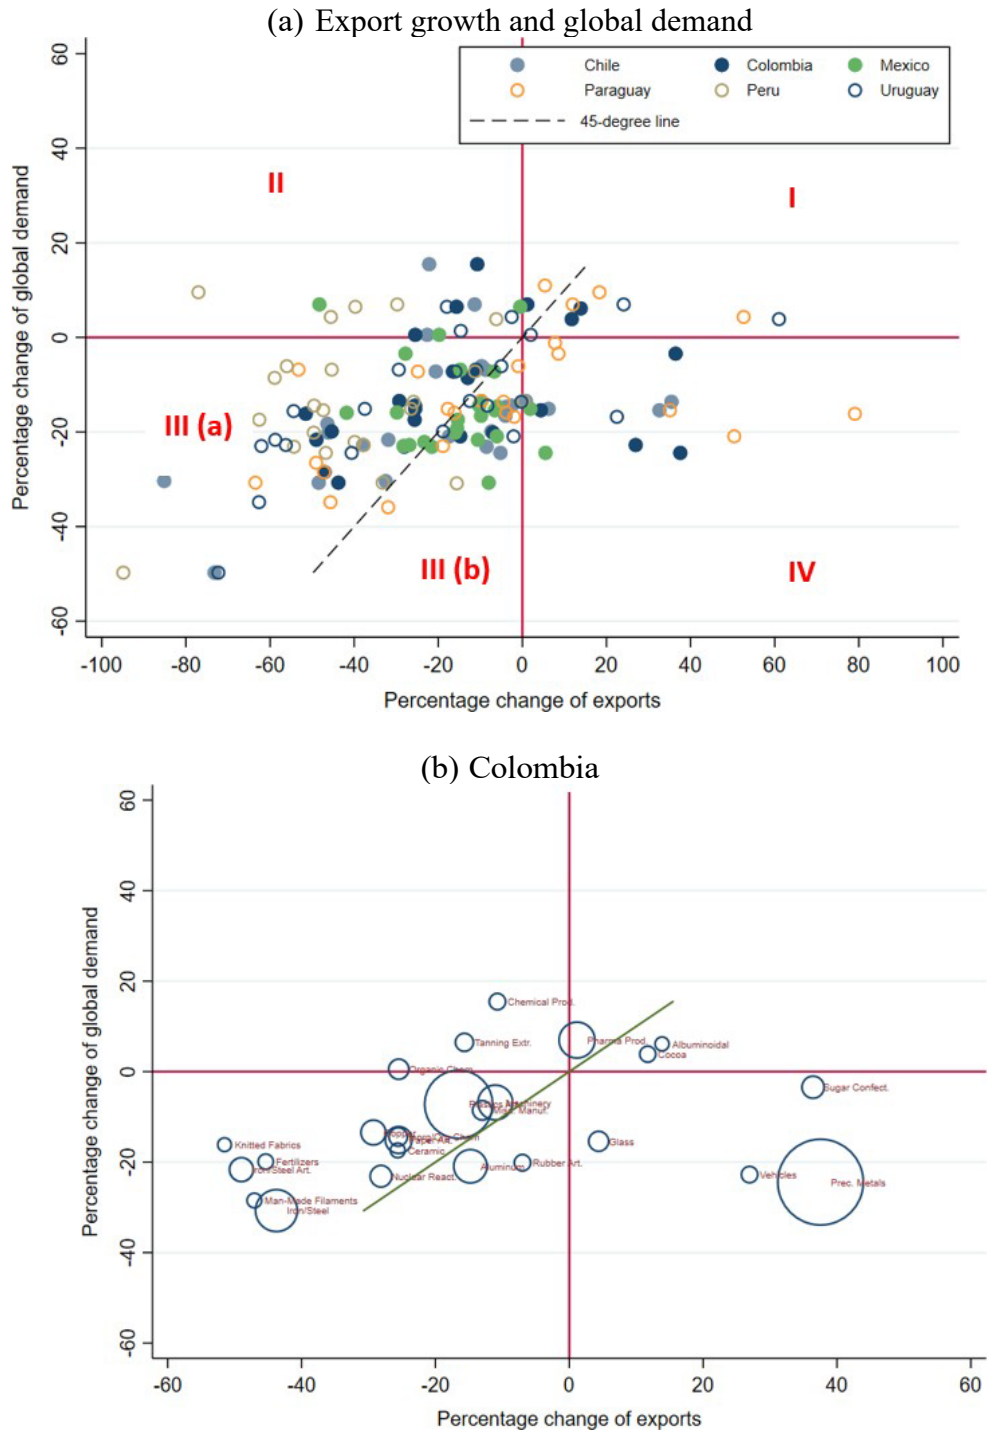 (a) Export growth and global demand
Chile
Colombia
Mexico
Paraguay
Peru
Uruguay
45-degree line
II
I
III (a)
III (b)
IV
Percentage change of global demand
60
40
20
0
-20
-40
-60
-100
-80
-60
-40
-20
0
20
40
60
80
100
Percentage change of exports
(b) Colombia
Percentage change of global demand
60
40
20
0
-20
-40
-60
Chemical Prod.
Tanning Extr.
Pharma Prod.
Albuminoidal
Cocoa
Organic Chem.
Sugar Confect.
Machinery
Misc. Manuf.
Copper
Ceramic
Knitted Fabrics
Fertilizers
Iron/Steel Art.
Nuclear React.
Aluminum
Rubber Art.
Glass
Vehicles
Prec. Metals
Man-Made Filaments
Iron/Steel
-60
-40
-20
0
20
40
60
Percentage change of exports